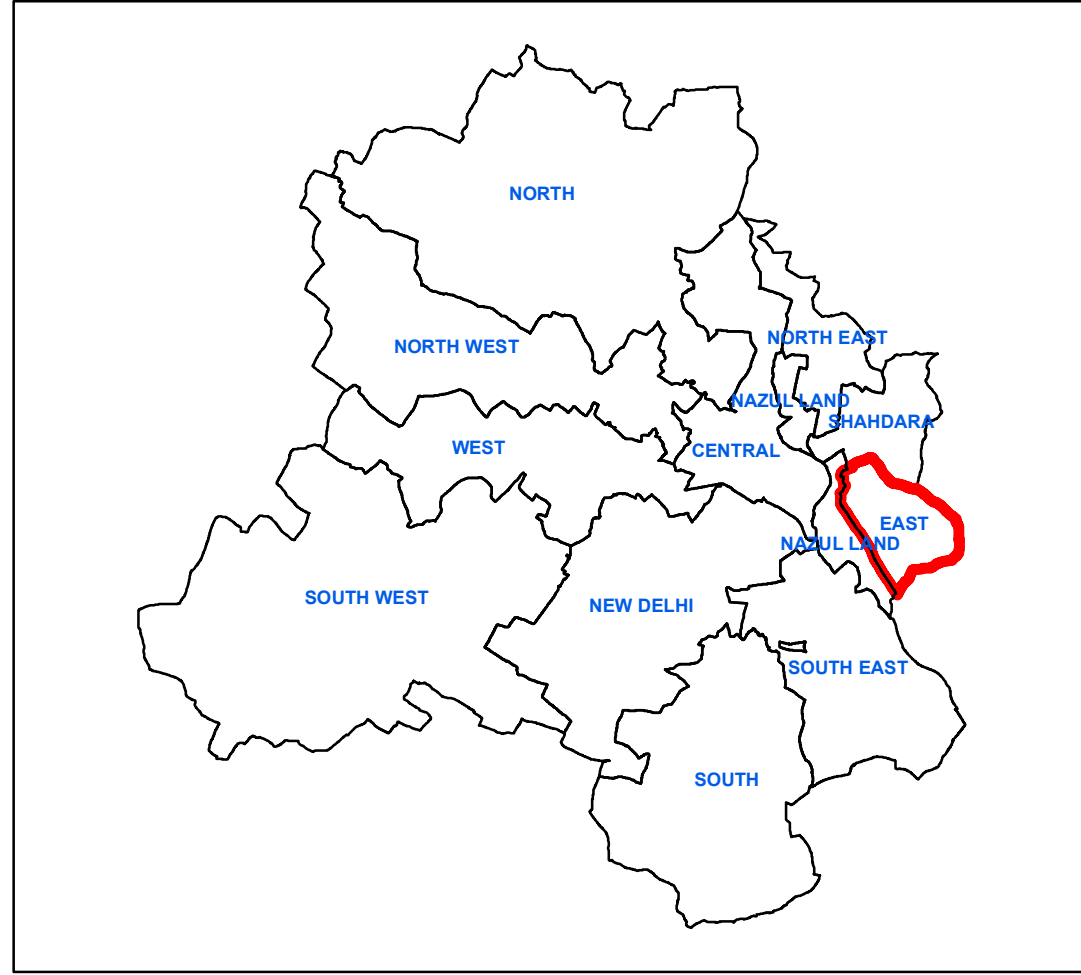 NORTH
NORTH EAST
NORTH WEST
NAZUL LAND
SHAHDARA
WEST
CENTRAL
EAST
NAZUL LAND
SOUTH WEST
NEW DELHI
SOUTH EAST
SOUTH